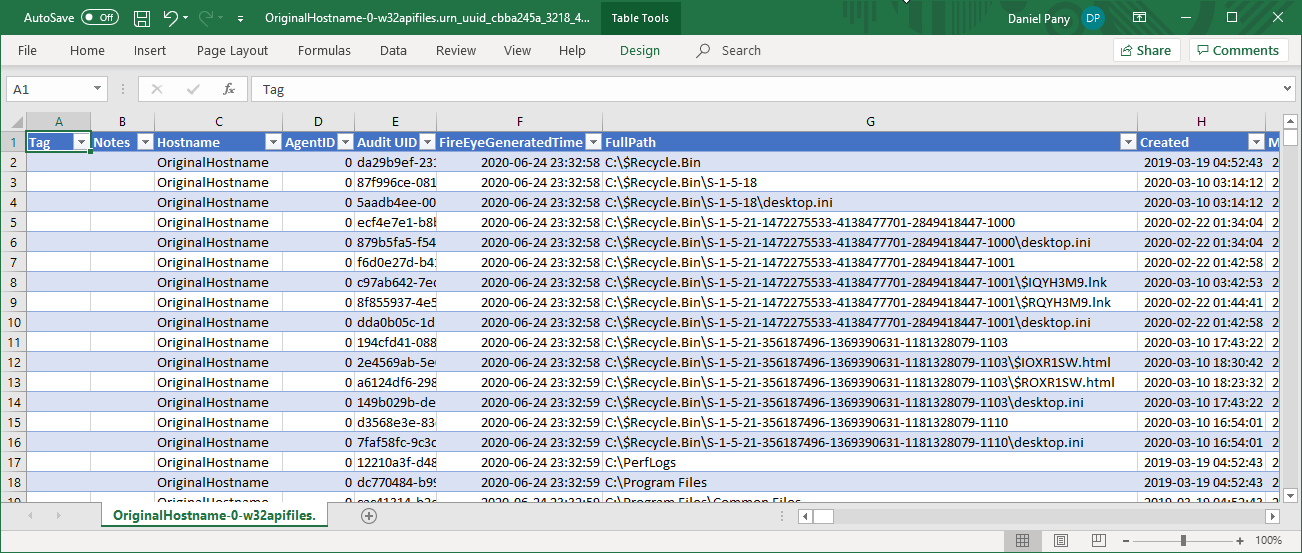 AutoSave Off OriginalHostname-0-w32apifiles.urn_uuid_cbba245a_3218_4... Table Tools Daniel Pany DP
File Home Insert Page Layout Formulas Data Review View Help Design Search Share Comments
A1 fx Tag
A B C D E F G H
1 Tag Notes Hostname AgentID Audit UID FireEyeGeneratedTime FullPath Created M
2 OriginalHostname 0 da29b9ef-231 2020-06-24 23:32:58 C:\$Recycle.Bin 2019-03-19 04:52:43 2
3 OriginalHostname 0 87f996ce-081 2020-06-24 23:32:58 C:\$Recycle.Bin\S-1-5-18 2020-03-10 03:14:12 2
4 OriginalHostname 0 5aadb4ee-00 2020-06-24 23:32:58 C:\$Recycle.Bin\S-1-5-18\desktop.ini 2020-03-10 03:14:12 2
5 OriginalHostname 0 ecf4e7e1-b8b 2020-06-24 23:32:58 C:\$Recycle.Bin\S-1-5-21-1472275533-4138477701-2849418447-1000 2020-02-22 01:34:04 2
6 OriginalHostname 0 879b5fa5-f54 2020-06-24 23:32:58 C:\$Recycle.Bin\S-1-5-21-1472275533-4138477701-2849418447-1000\desktop.ini 2020-02-22 01:34:04 2
7 OriginalHostname 0 f6d0e27d-b41 2020-06-24 23:32:58 C:\$Recycle.Bin\S-1-5-21-1472275533-4138477701-2849418447-1001 2020-02-22 01:42:58 2
8 OriginalHostname 0 c97ab642-7ed 2020-06-24 23:32:58 C:\$Recycle.Bin\S-1-5-21-1472275533-4138477701-2849418447-1001\$IQYH3M9.lnk 2020-03-10 03:42:53 2
9 OriginalHostname 0 8f855937-4e5 2020-06-24 23:32:58 C:\$Recycle.Bin\S-1-5-21-1472275533-4138477701-2849418447-1001\$RQYH3M9.lnk 2020-02-22 01:44:41 2
10 OriginalHostname 0 dda0b05c-1d 2020-06-24 23:32:58 C:\$Recycle.Bin\S-1-5-21-1472275533-4138477701-2849418447-1001\desktop.ini 2020-02-22 01:42:58 2
11 OriginalHostname 0 194cfd41-088 2020-06-24 23:32:58 C:\$Recycle.Bin\S-1-5-21-356187496-1369390631-1181328079-1103 2020-03-10 17:43:22 2
12 OriginalHostname 0 2e4569ab-5e 2020-06-24 23:32:58 C:\$Recycle.Bin\S-1-5-21-356187496-1369390631-1181328079-1103\$IOXR1SW.html 2020-03-10 18:30:42 2
13 OriginalHostname 0 a6124df6-298 2020-06-24 23:32:59 C:\$Recycle.Bin\S-1-5-21-356187496-1369390631-1181328079-1103\$ROXR1SW.html 2020-03-10 18:23:32 2
14 OriginalHostname 0 149b029b-de 2020-06-24 23:32:59 C:\$Recycle.Bin\S-1-5-21-356187496-1369390631-1181328079-1103\desktop.ini 2020-03-10 17:43:22 2
15 OriginalHostname 0 d3568e3e-83 2020-06-24 23:32:59 C:\$Recycle.Bin\S-1-5-21-356187496-1369390631-1181328079-1110 2020-03-10 16:54:01 2
16 OriginalHostname 0 7faf58fc-9c3c 2020-06-24 23:32:59 C:\$Recycle.Bin\S-1-5-21-356187496-1369390631-1181328079-1110\desktop.ini 2020-03-10 16:54:01 2
17 OriginalHostname 0 12210a3f-d48 2020-06-24 23:32:59 C:\PerfLogs 2019-03-19 04:52:43 2
18 OriginalHostname 0 dc770484-b99 2020-06-24 23:32:59 C:\Program Files 2019-03-19 04:52:43 2
OriginalHostname-0-w32apifiles.
100%